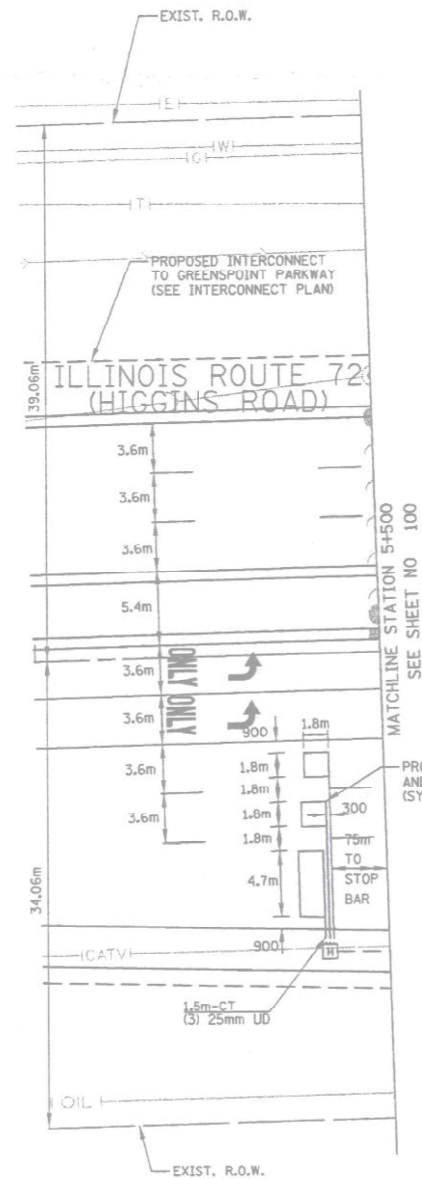 EXIST. R.O.W.
(E)
(W)
(G)
(T)
PROPOSED INTERCONNECT
TO GREENSPOINT PARKWAY
(SEE INTERCONNECT PLAN)
ILLINOIS ROUTE 72
(HIGGINS ROAD)
39.06m
3.6m
3.6m
3.6m
5.4m
3.6m
ONLY
3.6m
ONLY
MATCHLINE STATION 5+500
SEE SHEET NO 100
900
1.8m
3.6m
1.8m
1.8m
3.6m
1.8m
1.8m
4.7m
PRO
AND
(SY
300
75m
TO
STOP
BAR
34.06m
900
(CATV)
H
1.5m-CT
(3) 25mm UD
OIL
EXIST. R.O.W.